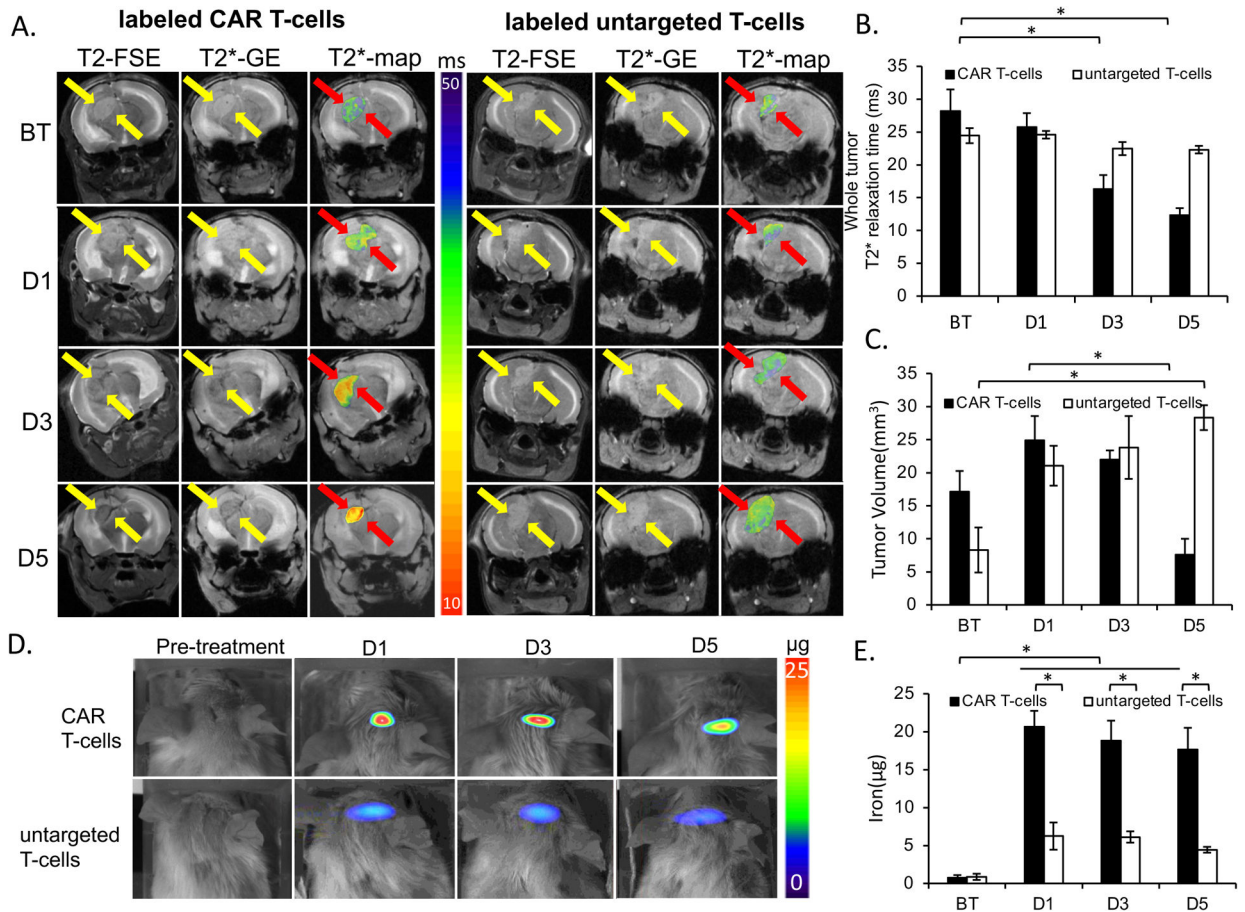 A.
labeled CAR T-cells
labeled untargeted T-cells
T2-FSE T2*-GE T2*-map ms T2-FSE T2*-GE T2*-map
50
BT
D1
D3
D5
10
B.
*
*
CAR T-cells untargeted T-cells
Whole tumor
T2* relaxation time (ms)
35
30
25
20
15
10
5
0
BT D1 D3 D5
C.
*
*
CAR T-cells untargeted T-cells
Tumor Volume(mm³)
35
30
25
20
15
10
5
0
BT D1 D3 D5
D.
Pre-treatment D1 D3 D5 µg
25
CAR
T-cells
untargeted
T-cells
0
E.
*
* * *
CAR T-cells untargeted T-cells
Iron(µg)
25
20
15
10
5
0
BT D1 D3 D5